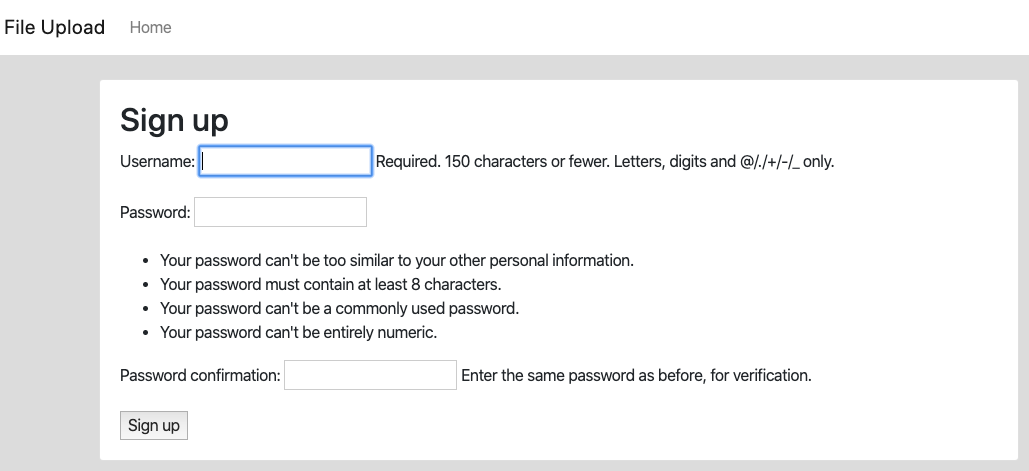 File Upload Home
Sign up
Username: Required. 150 characters or fewer. Letters, digits and @/./+/-/_ only.
Password:
• Your password can't be too similar to your other personal information.
• Your password must contain at least 8 characters.
• Your password can't be a commonly used password.
• Your password can't be entirely numeric.
Password confirmation: Enter the same password as before, for verification.
Sign up